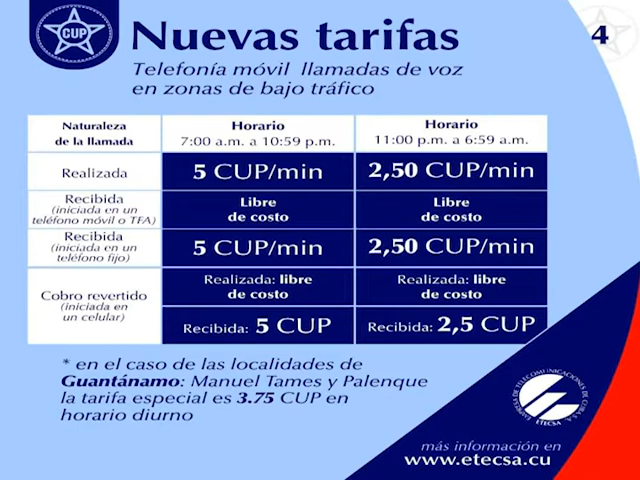 CUP
Nuevas tarifas
4
Telefonía móvil llamadas de voz
en zonas de bajo tráfico
Naturaleza
de la llamada
Horario
7:00 a.m. a 10:59 p.m.
Horario
11:00 p.m. a 6:59 a.m.
Realizada
5 CUP/min
2,50 CUP/min
Recibida
(iniciada en un
teléfono móvil o TFA)
Libre
de costo
Libre
de costo
Recibida
(iniciada en un
teléfono fijo)
5 CUP/min
2,50 CUP/min
Cobro revertido
(iniciada en
un celular)
Realizada: libre
de costo
Realizada: libre
de costo
Recibida: 5 CUP
Recibida: 2,5 CUP
* en el caso de las localidades de
Guantánamo: Manuel Tames y Palenque
la tarifa especial es 3.75 CUP en
horario diurno
EMPRESA DE TELECOMUNICACIONES DE CUBA S.A.
ETECSA
más información en
www.etecsa.cu